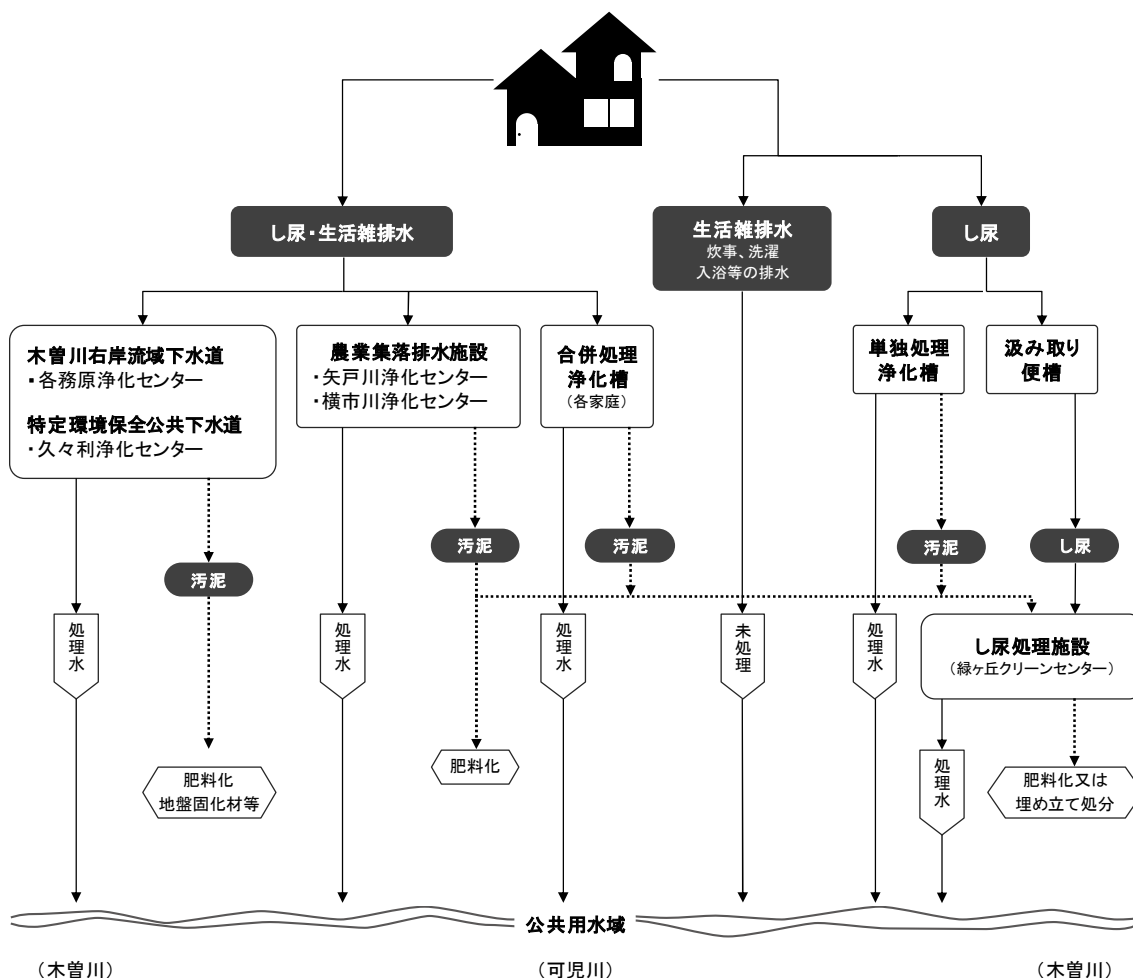 し尿・生活雑排水
生活雑排水
炊事、洗濯
入浴等の排水
し尿
木曽川右岸流域下水道
・各務原浄化センター
特定環境保全公共下水道
・久々利浄化センター
農業集落排水施設
・矢戸川浄化センター
・横市川浄化センター
合併処理
浄化槽
（各家庭）
単独処理
浄化槽
汲み取り
便槽
汚泥
汚泥
汚泥
し尿
汚泥
処理水
処理水
処理水
未処理
処理水
し尿処理施設
（緑ヶ丘クリーンセンター）
肥料化
地盤固化材等
肥料化
処理水
肥料化又は
埋め立て処分
公共用水域
（木曽川）
（可児川）
（木曽川）